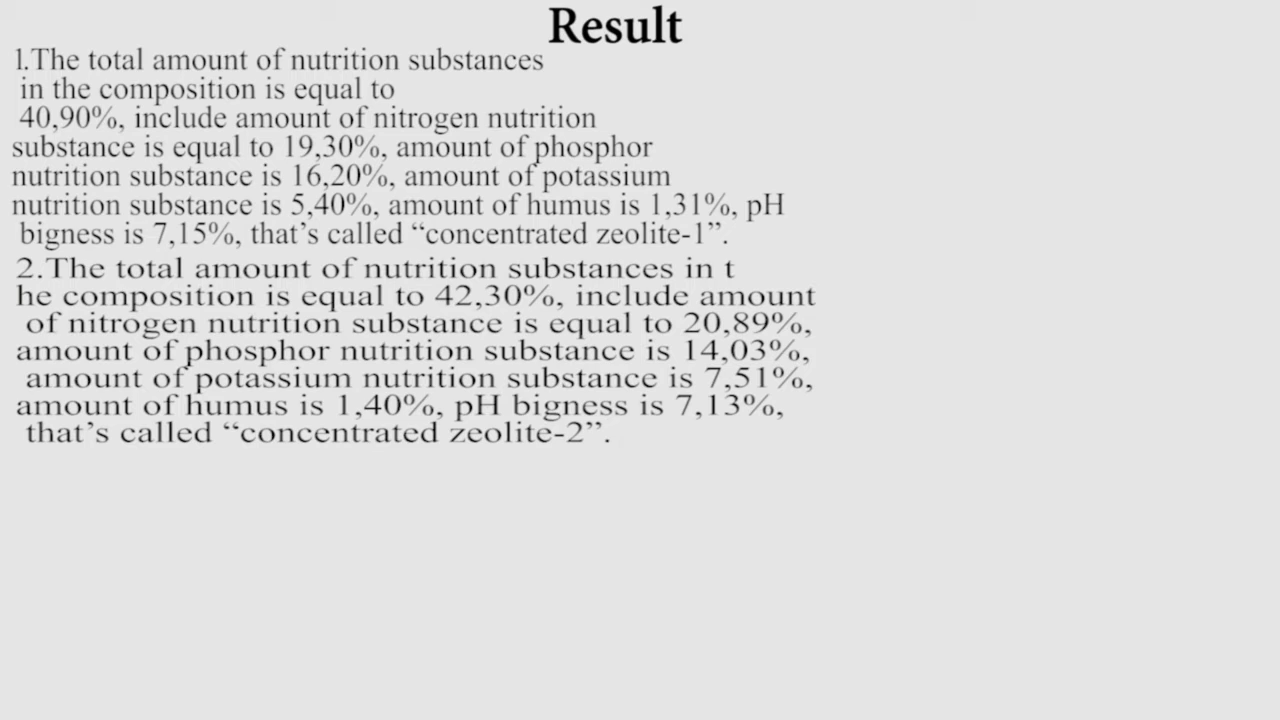 Result
1.The total amount of nutrition substances
in the composition is equal to
40,90%, include amount of nitrogen nutrition
substance is equal to 19,30%, amount of phosphor
nutrition substance is 16,20%, amount of potassium
nutrition substance is 5,40%, amount of humus is 1,31%, pH
bigness is 7,15%, that’s called “concentrated zeolite-1”.
2.The total amount of nutrition substances in t
he composition is equal to 42,30%, include amount
of nitrogen nutrition substance is equal to 20,89%,
amount of phosphor nutrition substance is 14,03%,
amount of potassium nutrition substance is 7,51%,
amount of humus is 1,40%, pH bigness is 7,13%,
that’s called “concentrated zeolite-2”.